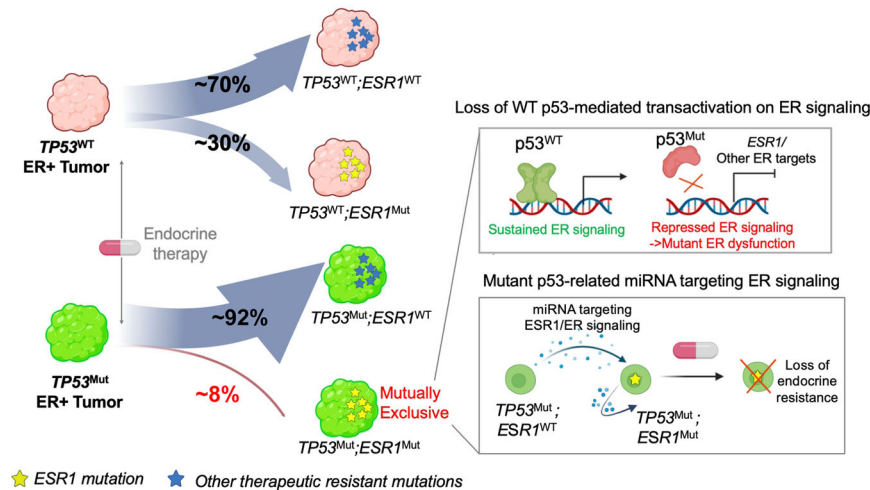 ~70%
TP53WT;ESR1WT
TP53WT
ER+ Tumor
~30%
TP53WT;ESR1Mut
Endocrine
therapy
~92%
TP53Mut;ESR1WT
TP53Mut
ER+ Tumor
~8%
Mutually
Exclusive
TP53Mut;ESR1Mut
Loss of WT p53-mediated transactivation on ER signaling
p53WT
Sustained ER signaling
p53Mut
ESR1/
Other ER targets
Repressed ER signaling
->Mutant ER dysfunction
Mutant p53-related miRNA targeting ER signaling
miRNA targeting
ESR1/ER signaling
TP53Mut;
ESR1WT
TP53Mut;
ESR1Mut
Loss of
endocrine
resistance
ESR1 mutation
Other therapeutic resistant mutations